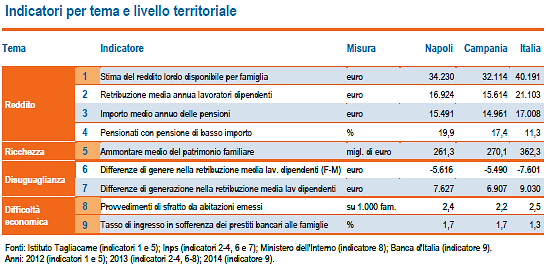 Indicatori per tema e livello territoriale
Tema Indicatore Misura Napoli Campania Italia
Reddito
1 Stima del reddito lordo disponibile per famiglia euro 34.230 32.114 40.191
2 Retribuzione media annua lavoratori dipendenti euro 16.924 15.614 21.103
3 Importo medio annuo delle pensioni euro 15.491 14.961 17.008
4 Pensionati con pensione di basso importo % 19,9 17,4 11,3
Ricchezza 5 Ammontare medio del patrimonio familiare migl. di euro 261,3 270,1 362,3
Disuguaglianza
6 Differenze di genere nella retribuzione media lav. dipendenti (F-M) euro -5.616 -5.490 -7.601
7 Differenze di generazione nella retribuzione media lav dipendenti euro 7.627 6.907 9.030
Difficoltà economica
8 Provvedimenti di sfratto da abitazioni emessi su 1.000 fam. 2,4 2,2 2,5
9 Tasso di ingresso in sofferenza dei prestiti bancari alle famiglie % 1,7 1,7 1,3
Fonti: Istituto Tagliacarne (indicatori 1 e 5); Inps (indicatori 2-4, 6 e 7); Ministero dell'Interno (indicatore 8); Banca d'Italia (indicatore 9).
Anni: 2012 (indicatori 1 e 5); 2013 (indicatori 2-4, 6-8); 2014 (indicatore 9).